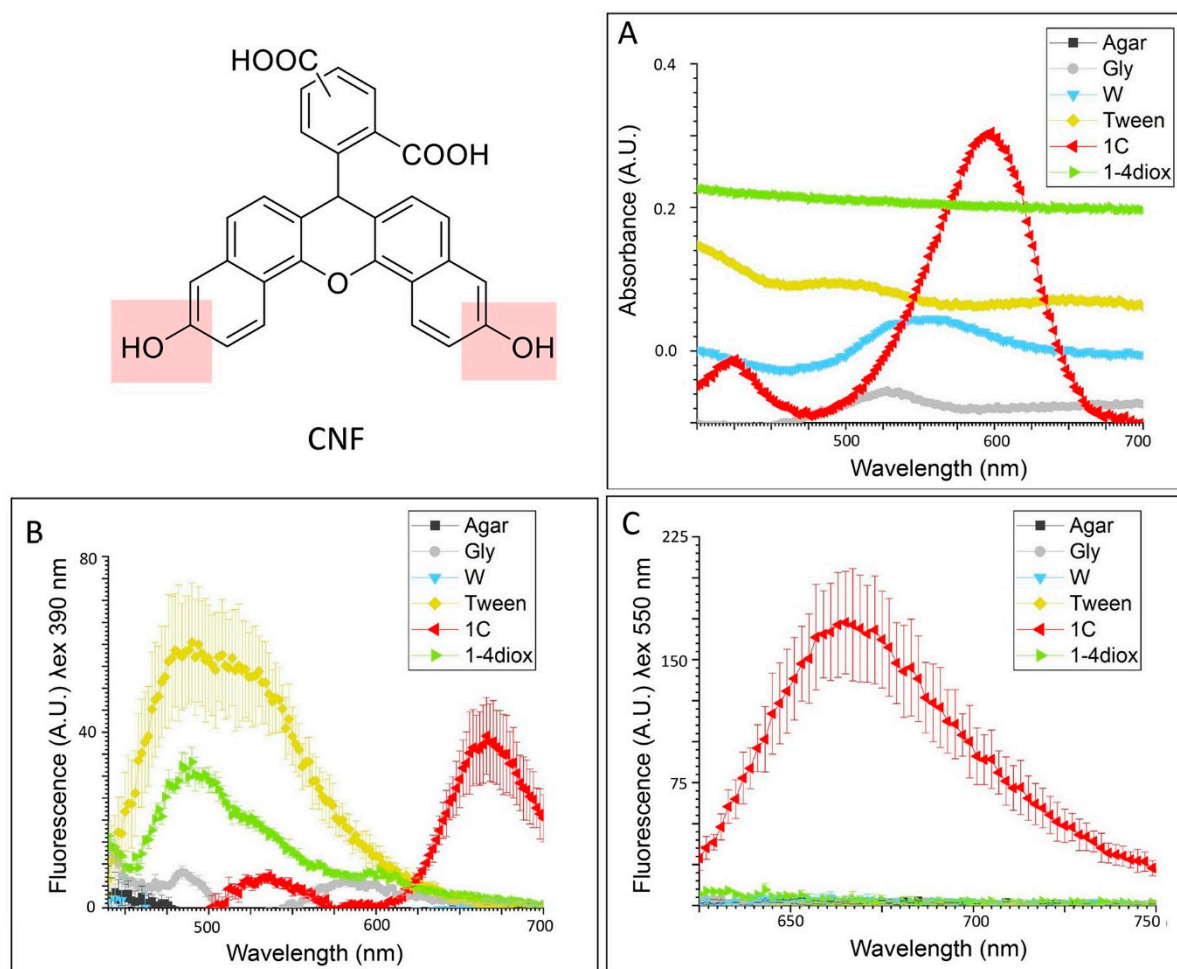 HOOC
COOH
O
HO
OH
CNF
A
Agar
Gly
W
Tween
1C
1-4diox
0.4
0.2
0.0
Absorbance (A.U.)
500
600
700
Wavelength (nm)
B
Agar
Gly
W
Tween
1C
1-4diox
80
40
0
Fluorescence (A.U.) λex 390 nm
500
600
700
Wavelength (nm)
C
Agar
Gly
W
Tween
1C
1-4diox
225
150
75
0
Fluorescence (A.U.) λex 550 nm
650
700
750
Wavelength (nm)